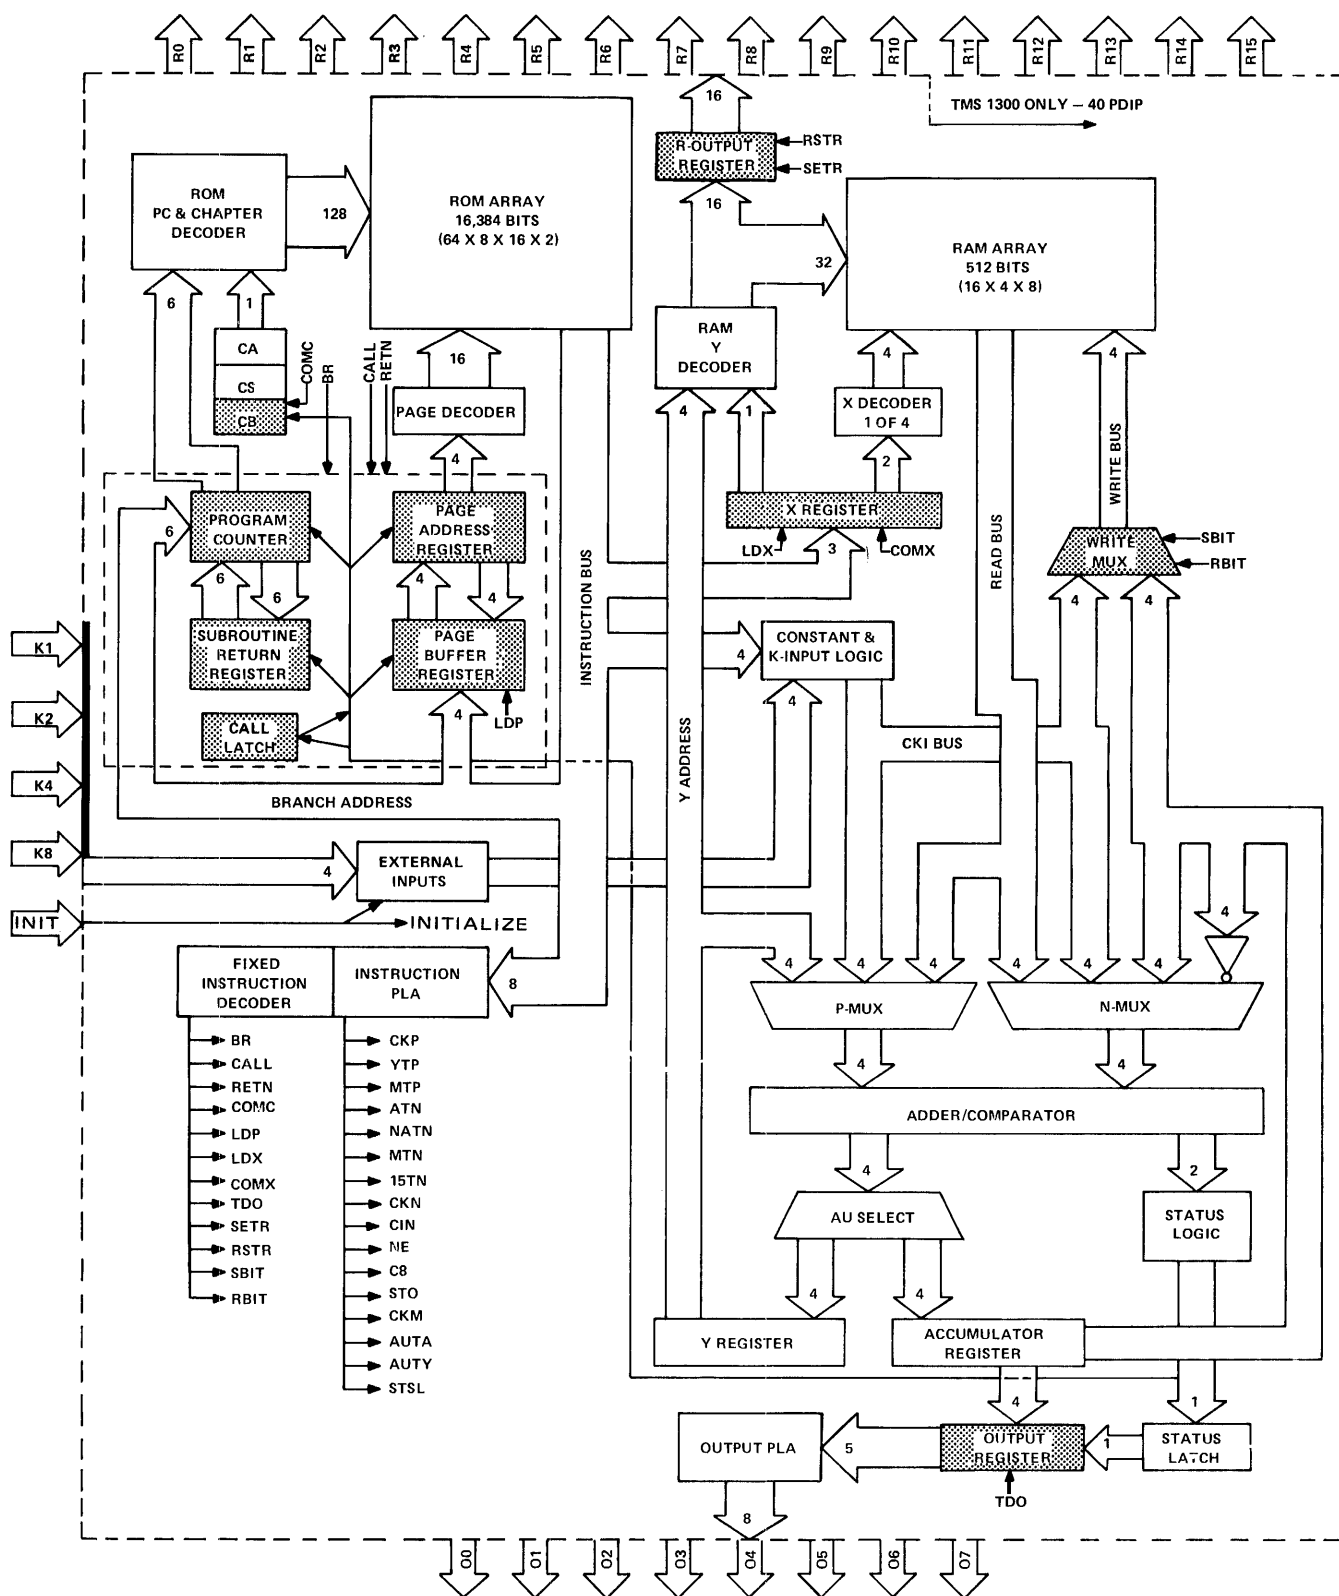 R0
R1
R2
R3
R4
R5
R6
R7
R8
R9
R10
R11
R12
R13
R14
R15
TMS 1300 ONLY – 40 PDIP
16
R-OUTPUT
REGISTER
RSTR
SETR
ROM
PC & CHAPTER
DECODER
128
ROM ARRAY
16,384 BITS
(64 X 8 X 16 X 2)
16
32
RAM ARRAY
512 BITS
(16 X 4 X 8)
6
1
CA
CS
CB
COMC
BR
CALL
RETN
16
PAGE DECODER
4
RAM
Y
DECODER
4
1
4
X DECODER
1 OF 4
2
4
WRITE BUS
READ BUS
X REGISTER
LDX
3
COMX
WRITE
MUX
SBIT
RBIT
4
4
6
PROGRAM
COUNTER
PAGE
ADDRESS
REGISTER
6
6
4
4
SUBROUTINE
RETURN
REGISTER
PAGE
BUFFER
REGISTER
CALL
LATCH
4
LDP
INSTRUCTION BUS
K1
K2
K4
K8
INIT
4
CONSTANT &
K-INPUT LOGIC
4
CKI BUS
Y ADDRESS
BRANCH ADDRESS
4
EXTERNAL
INPUTS
INITIALIZE
4
FIXED
INSTRUCTION
DECODER
INSTRUCTION
PLA
8
4
4
4
4
4
4
P-MUX
N-MUX
4
4
ADDER/COMPARATOR
4
2
AU SELECT
STATUS
LOGIC
4
4
Y REGISTER
ACCUMULATOR
REGISTER
BR
CALL
RETN
COMC
LDP
LDX
COMX
TDO
SETR
RSTR
SBIT
RBIT
CKP
YTP
MTP
ATN
NATN
MTN
15TN
CKN
CIN
NE
C8
STO
CKM
AUTA
AUTY
STSL
4
1
OUTPUT PLA
5
OUTPUT
REGISTER
1
STATUS
LATCH
TDO
8
O0
O1
O2
O3
O4
O5
O6
O7